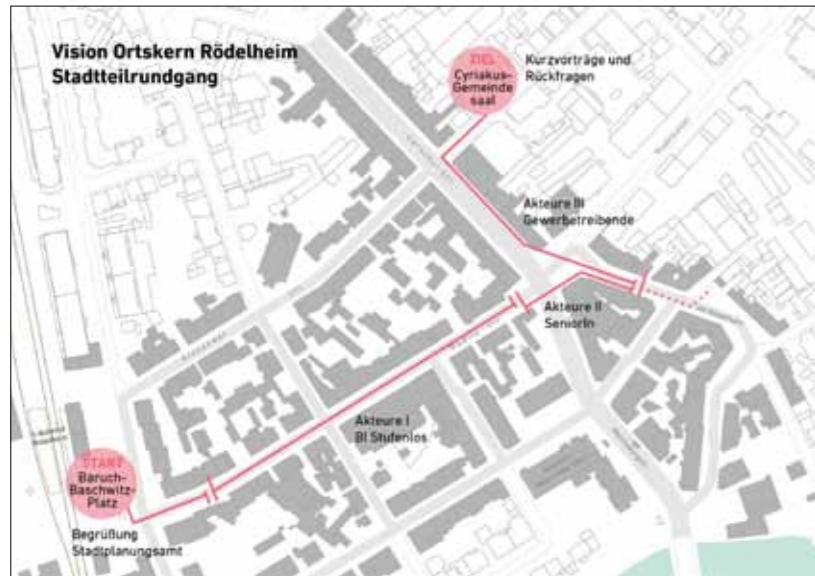 Vision Ortskern Rödelheim
Stadtteilrundgang
ZIEL
Cyriakus-
Gemeinde
saal
Kurzvorträge und
Rückfragen
Akteure III
Gewerbetreibende
Akteure II
SeniorIn
Akteure I
BI Stufenlos
START
Baruch-
Baschwitz-
Platz
Begrüßung
Stadtplanungsamt